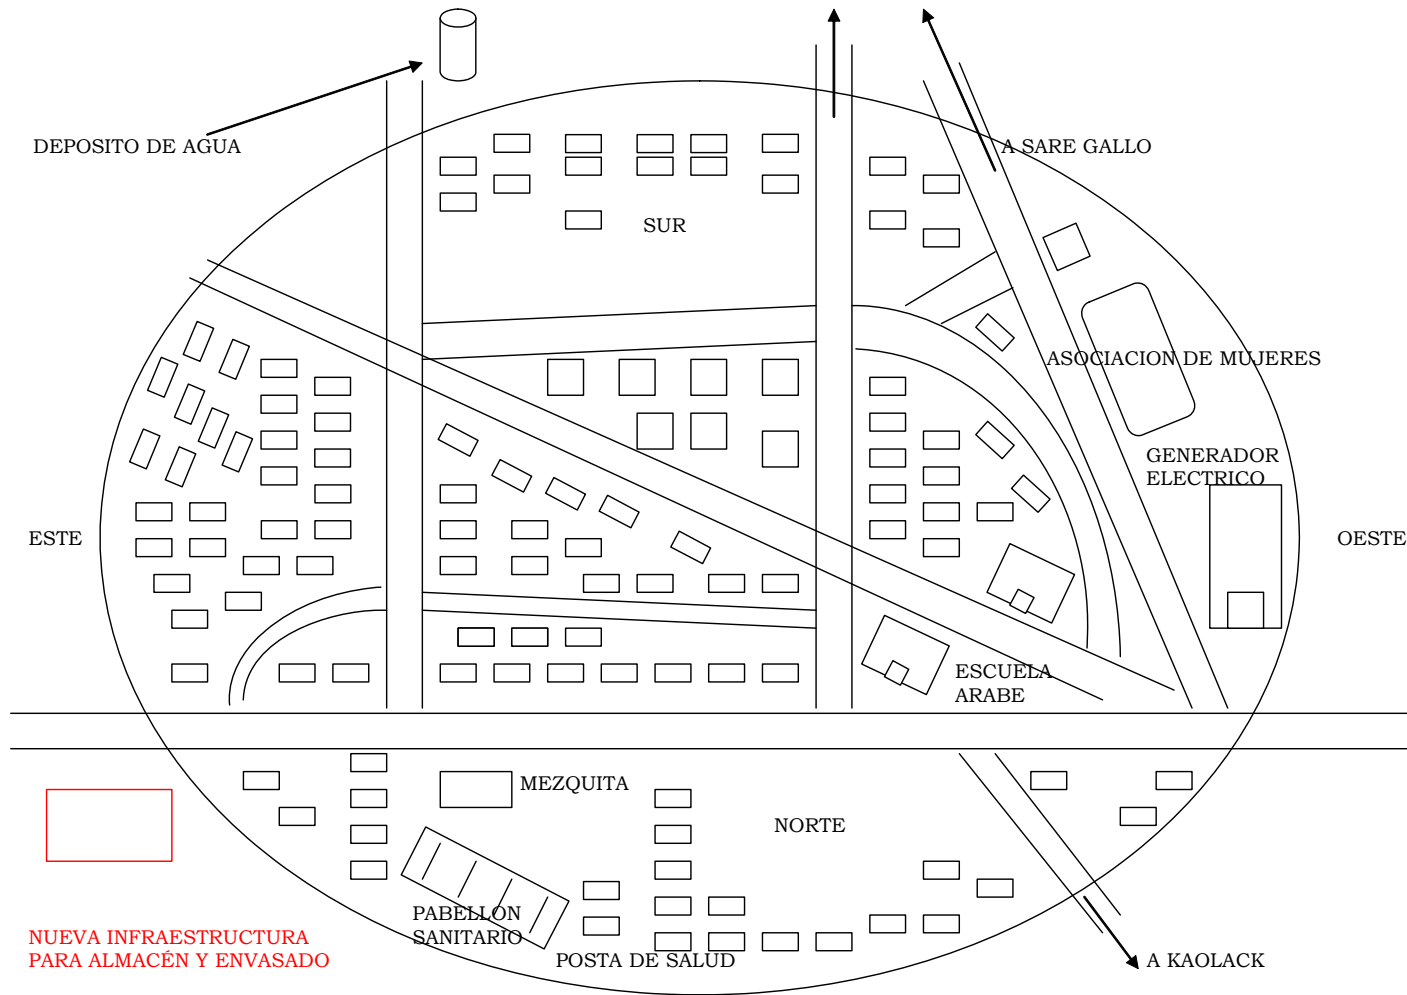 DEPOSITO DE AGUA
A SARE GALLO
SUR
ASOCIACION DE MUJERES
GENERADOR
ELECTRICO
ESTE
OESTE
ESCUELA
ARABE
MEZQUITA
NORTE
PABELLON
SANITARIO
NUEVA INFRAESTRUCTURA
PARA ALMACÉN Y ENVASADO
POSTA DE SALUD
A KAOLACK